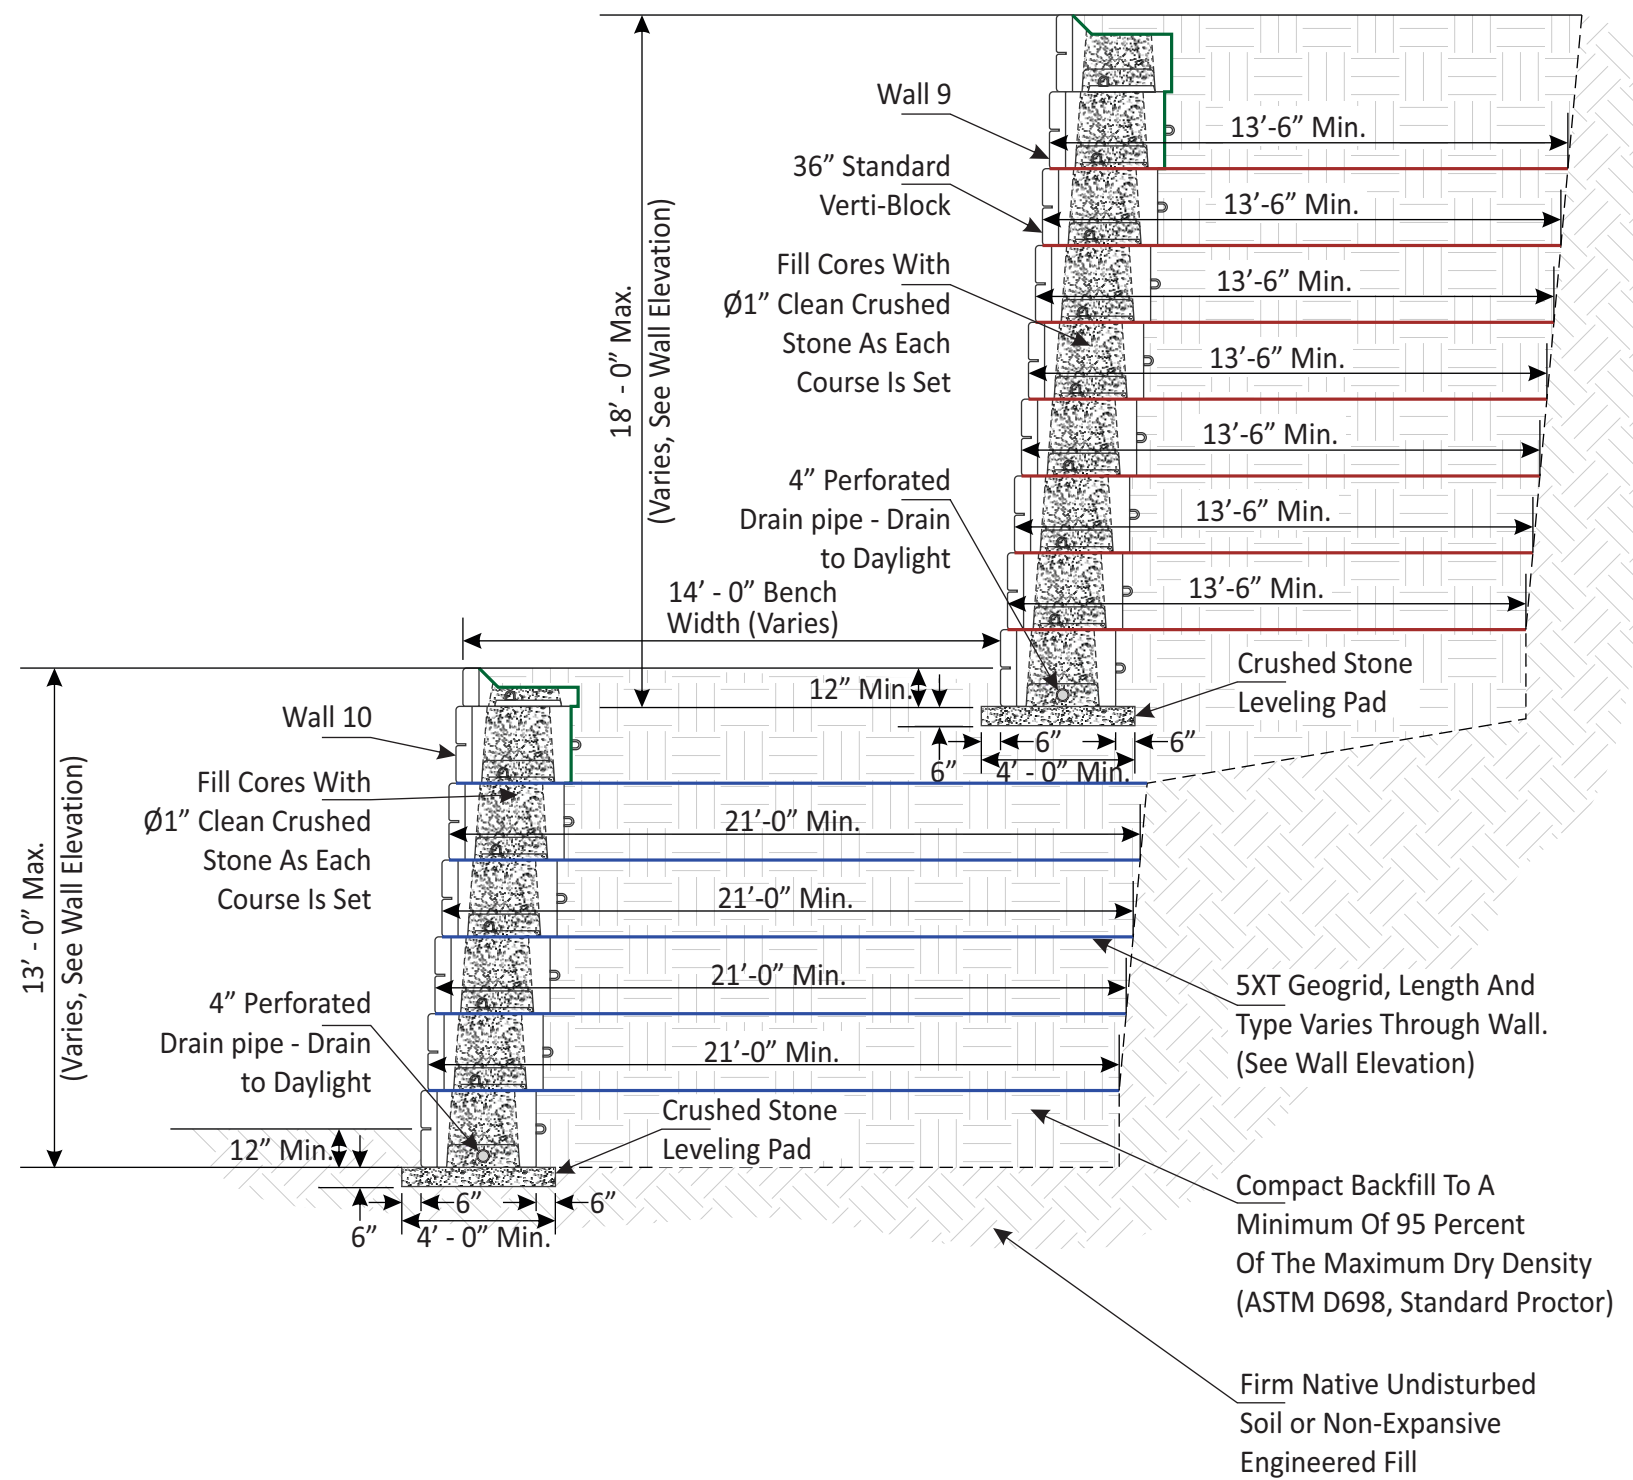 Wall 9
13’-6” Min.
36” Standard
Verti-Block
13’-6” Min.
Fill Cores With
Ø1” Clean Crushed
Stone As Each
Course Is Set
13’-6” Min.
13’-6” Min.
18’ - 0” Max.
(Varies, See Wall Elevation)
13’-6” Min.
4” Perforated
Drain pipe - Drain
to Daylight
13’-6” Min.
13’-6” Min.
14’ - 0” Bench
Width (Varies)
12” Min.
Crushed Stone
Leveling Pad
6”
6”
6”
4’ - 0” Min.
Wall 10
Fill Cores With
Ø1” Clean Crushed
Stone As Each
Course Is Set
13’ - 0” Max.
(Varies, See Wall Elevation)
21’-0” Min.
21’-0” Min.
21’-0” Min.
21’-0” Min.
5XT Geogrid, Length And
Type Varies Through Wall.
(See Wall Elevation)
4” Perforated
Drain pipe - Drain
to Daylight
Crushed Stone
Leveling Pad
12” Min.
6”
6”
6”
4’ - 0” Min.
Compact Backfill To A
Minimum Of 95 Percent
Of The Maximum Dry Density
(ASTM D698, Standard Proctor)
Firm Native Undisturbed
Soil or Non-Expansive
Engineered Fill